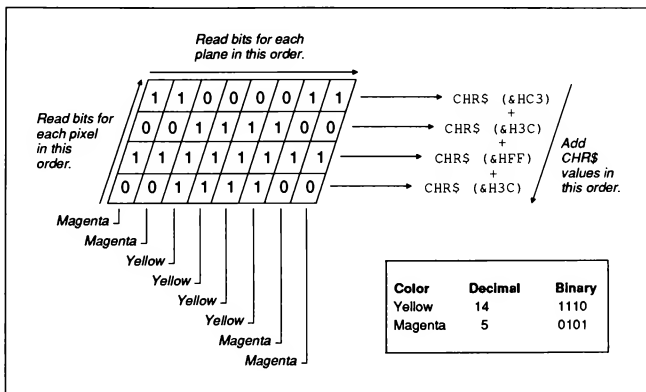 Read bits for each
plane in this order.
Read bits for
each pixel
in this
order.
1 1 0 0 0 0 1 1
0 0 1 1 1 1 0 0
1 1 1 1 1 1 1 1
0 0 1 1 1 1 0 0
CHR$ (&HC3)
+
CHR$ (&H3C)
+
CHR$ (&HFF)
+
CHR$ (&H3C)
Add
CHR$
values in
this order.
Magenta
Magenta
Yellow
Yellow
Yellow
Yellow
Magenta
Magenta
Color Decimal Binary
Yellow 14 1110
Magenta 5 0101